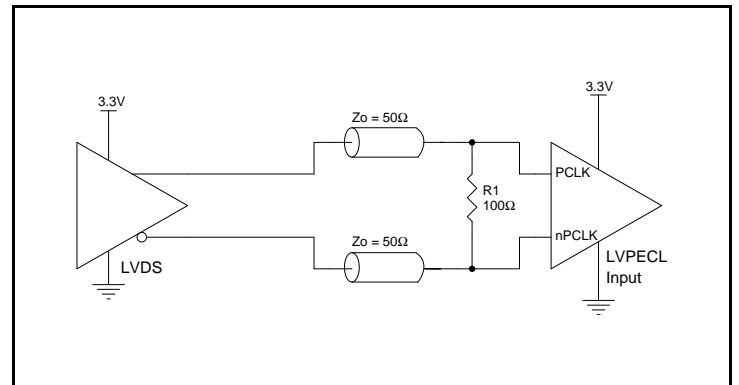 3.3V
3.3V
Zo = 50Ω
PCLK
R1
100Ω
nPCLK
Zo = 50Ω
LVDS
LVPECL
Input